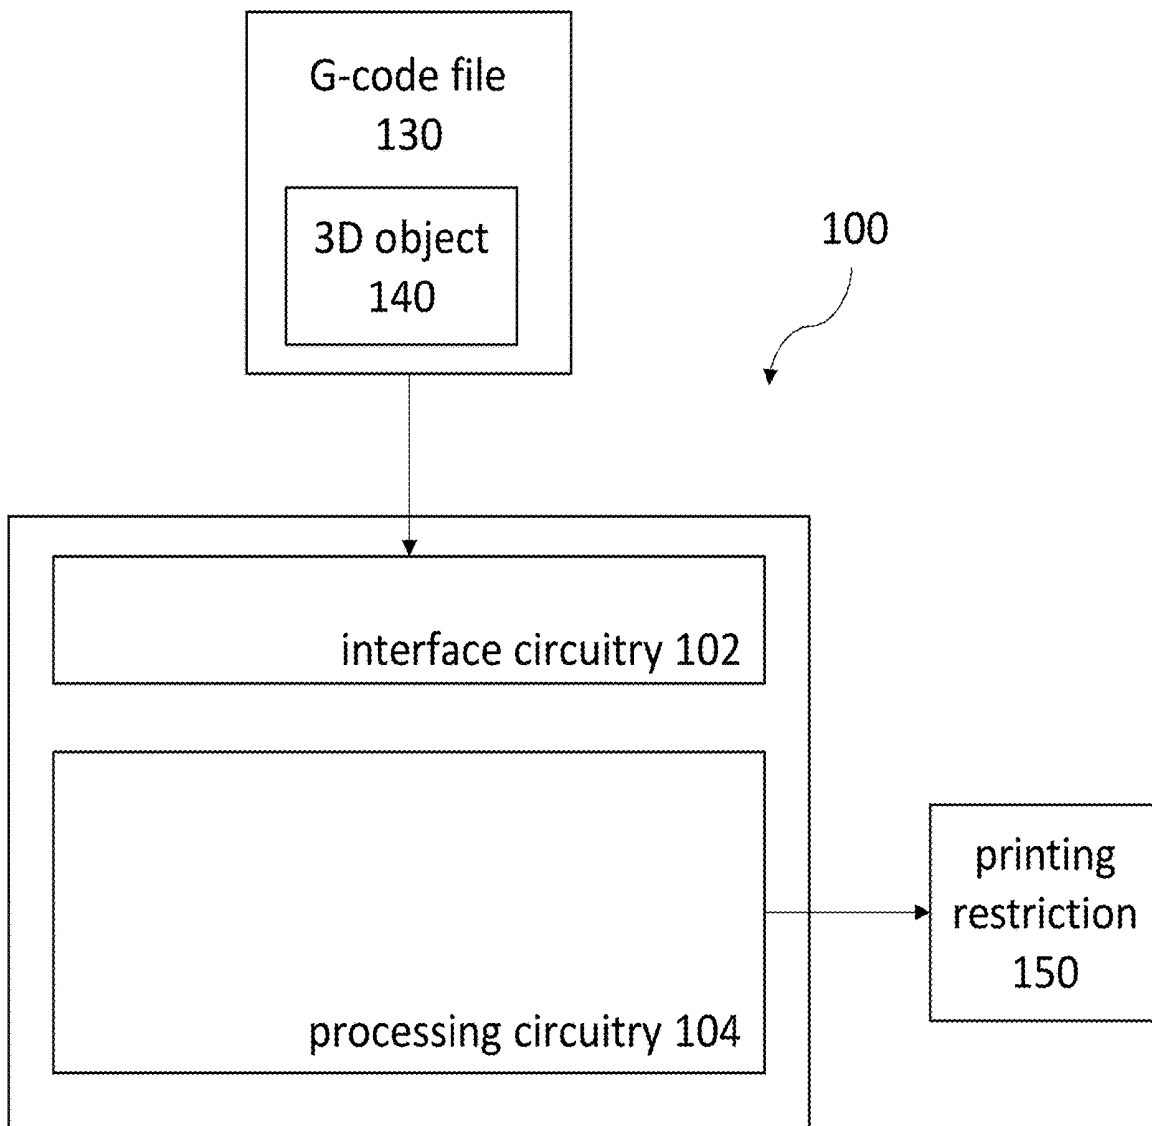 G-code file
130
3D object
140
100
interface circuitry 102
processing circuitry 104
printing
restriction
150